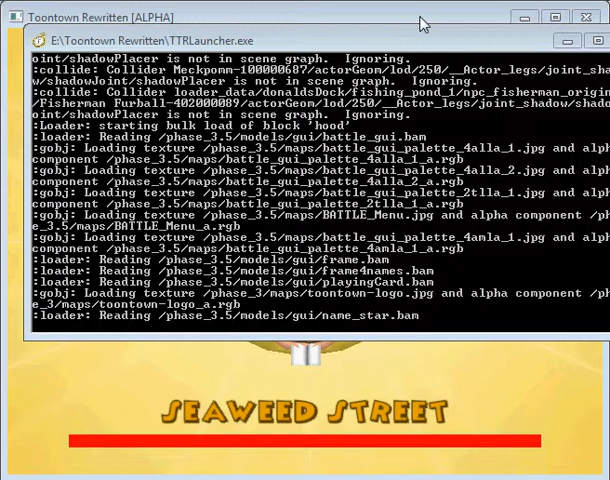 Toontown Rewritten [ALPHA]
E:\Toontown Rewritten\TTRLauncher.exe
oint/shadowPlacer is not in scene graph.  Ignoring.
:collide: Collider Meckpomm-100000687/actorGeom/lod/250/__Actor_legs/joint_sha
w/shadowJoint/shadowPlacer is not in scene graph.  Ignoring.
:collide: Collider loader_data/donaldsDock/fishing_pond_1/npc_fisherman_origin
/Fisherman Furball-402000089/actorGeom/lod/250/__Actor_legs/joint_shadow/shado
oint/shadowPlacer is not in scene graph.  Ignoring.
:Loader: starting bulk load of block 'hood'
:loader: Reading /phase_3.5/models/gui/battle_gui.bam
:gobj: Loading texture /phase_3.5/maps/battle_gui_palette_4alla_1.jpg and alph
component /phase_3.5/maps/battle_gui_palette_4alla_1_a.rgb
:gobj: Loading texture /phase_3.5/maps/battle_gui_palette_4alla_2.jpg and alph
component /phase_3.5/maps/battle_gui_palette_4alla_2_a.rgb
:gobj: Loading texture /phase_3.5/maps/battle_gui_palette_2tlla_1.jpg and alph
component /phase_3.5/maps/battle_gui_palette_2tlla_1_a.rgb
:gobj: Loading texture /phase_3.5/maps/BATTLE_Menu.jpg and alpha component /ph
e_3.5/maps/BATTLE_Menu_a.rgb
:gobj: Loading texture /phase_3.5/maps/battle_gui_palette_4amla_1.jpg and alph
component /phase_3.5/maps/battle_gui_palette_4amla_1_a.rgb
:loader: Reading /phase_3.5/models/gui/frame.bam
:loader: Reading /phase_3.5/models/gui/frame4names.bam
:loader: Reading /phase_3.5/models/gui/playingCard.bam
:gobj: Loading texture /phase_3/maps/toontown-logo.jpg and alpha component /ph
e_3/maps/toontown-logo_a.rgb
:loader: Reading /phase_3.5/models/gui/name_star.bam
SEAWEED STREET